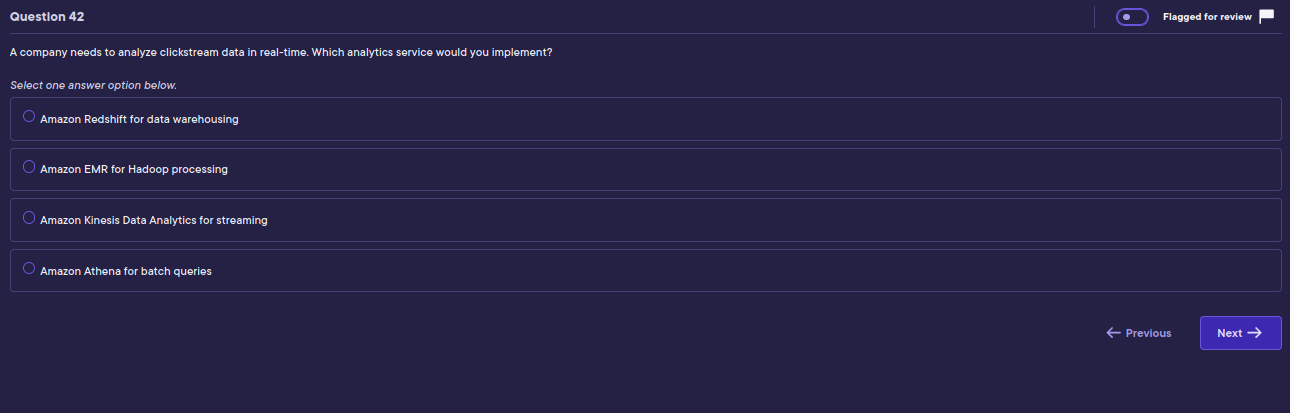 Question 42
Flagged for review
A company needs to analyze clickstream data in real-time. Which analytics service would you implement?
Select one answer option below.
Amazon Redshift for data warehousing
Amazon EMR for Hadoop processing
Amazon Kinesis Data Analytics for streaming
Amazon Athena for batch queries
Previous
Next